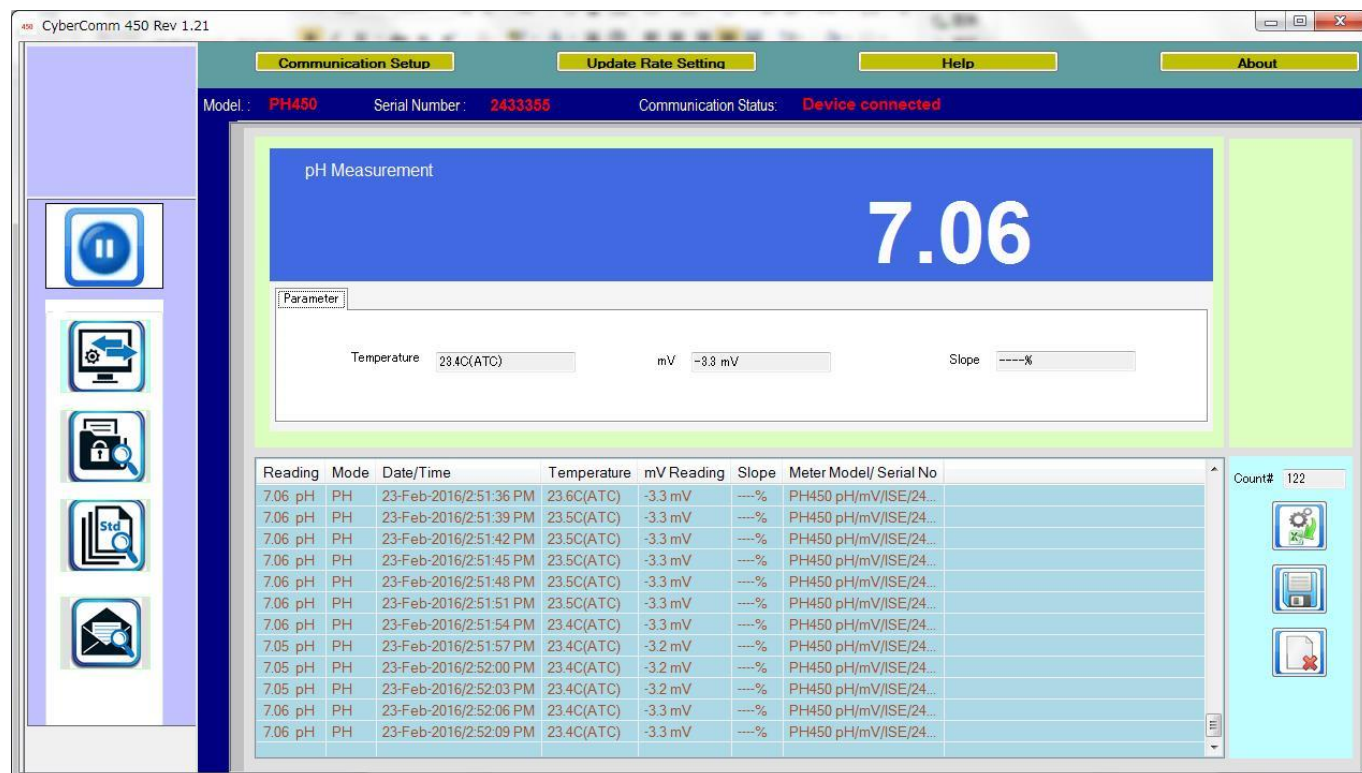 450 CyberComm 450 Rev 1.21
Communication Setup Update Rate Setting Help About
Model. : PH450 Serial Number : 2433355 Communication Status: Device connected
pH Measurement
7.06
Parameter
Temperature 23.4C(ATC) mV -3.3 mV Slope ----%
Reading Mode Date/Time Temperature mV Reading Slope Meter Model/ Serial No
7.06 pH PH 23-Feb-2016/2:51:36 PM 23.6C(ATC) -3.3 mV ----% PH450 pH/mV/ISE/24...
7.06 pH PH 23-Feb-2016/2:51:39 PM 23.5C(ATC) -3.3 mV ----% PH450 pH/mV/ISE/24...
7.06 pH PH 23-Feb-2016/2:51:42 PM 23.5C(ATC) -3.3 mV ----% PH450 pH/mV/ISE/24...
7.06 pH PH 23-Feb-2016/2:51:45 PM 23.5C(ATC) -3.3 mV ----% PH450 pH/mV/ISE/24...
7.06 pH PH 23-Feb-2016/2:51:48 PM 23.5C(ATC) -3.3 mV ----% PH450 pH/mV/ISE/24...
7.06 pH PH 23-Feb-2016/2:51:51 PM 23.5C(ATC) -3.3 mV ----% PH450 pH/mV/ISE/24...
7.06 pH PH 23-Feb-2016/2:51:54 PM 23.4C(ATC) -3.3 mV ----% PH450 pH/mV/ISE/24...
7.05 pH PH 23-Feb-2016/2:51:57 PM 23.4C(ATC) -3.2 mV ----% PH450 pH/mV/ISE/24...
7.05 pH PH 23-Feb-2016/2:52:00 PM 23.4C(ATC) -3.2 mV ----% PH450 pH/mV/ISE/24...
7.05 pH PH 23-Feb-2016/2:52:03 PM 23.4C(ATC) -3.2 mV ----% PH450 pH/mV/ISE/24...
7.06 pH PH 23-Feb-2016/2:52:06 PM 23.4C(ATC) -3.3 mV ----% PH450 pH/mV/ISE/24...
7.06 pH PH 23-Feb-2016/2:52:09 PM 23.4C(ATC) -3.3 mV ----% PH450 pH/mV/ISE/24...
Count# 122
Std